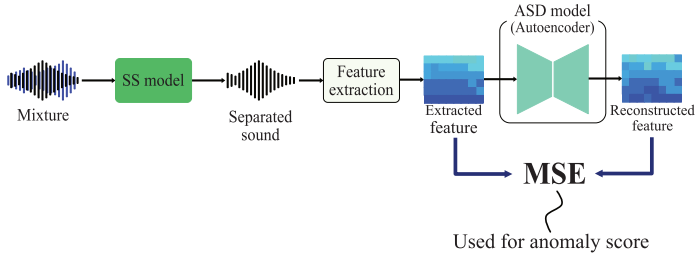 ASD model
(Autoencoder)
SS model
Feature
extraction
Mixture
Separated
sound
Extracted
feature
Reconstructed
feature
MSE
Used for anomaly score